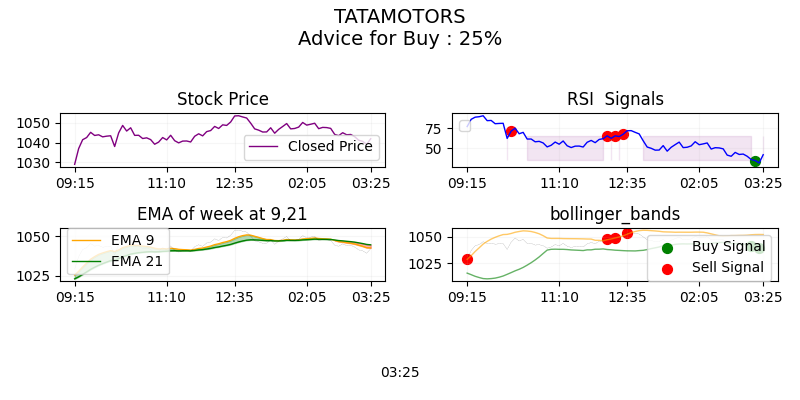 TATAMOTORS
Advice for Buy : 25%
Stock Price
1050
1040
1030
Closed Price
09:15
11:10
12:35
02:05
03:25
RSI  Signals
75
50
09:15
11:10
12:35
02:05
03:25
EMA of week at 9,21
1050
1025
EMA 9
EMA 21
09:15
11:10
12:35
02:05
03:25
bollinger_bands
1050
1025
Buy Signal
Sell Signal
09:15
11:10
12:35
02:05
03:25
03:25